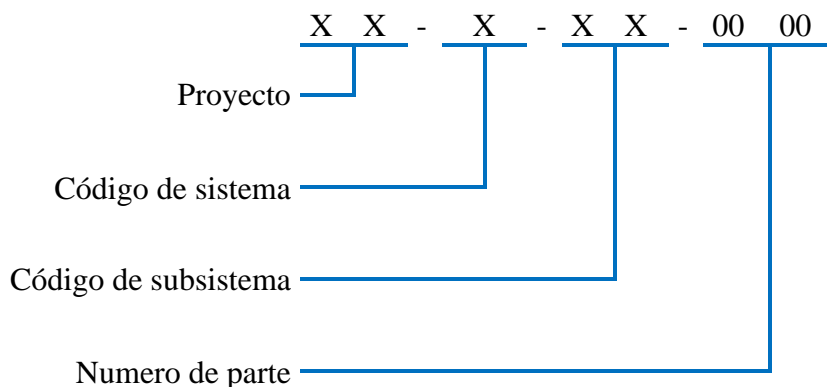 X X - X - X X - 00 00
Proyecto
Código de sistema
Código de subsistema
Numero de parte